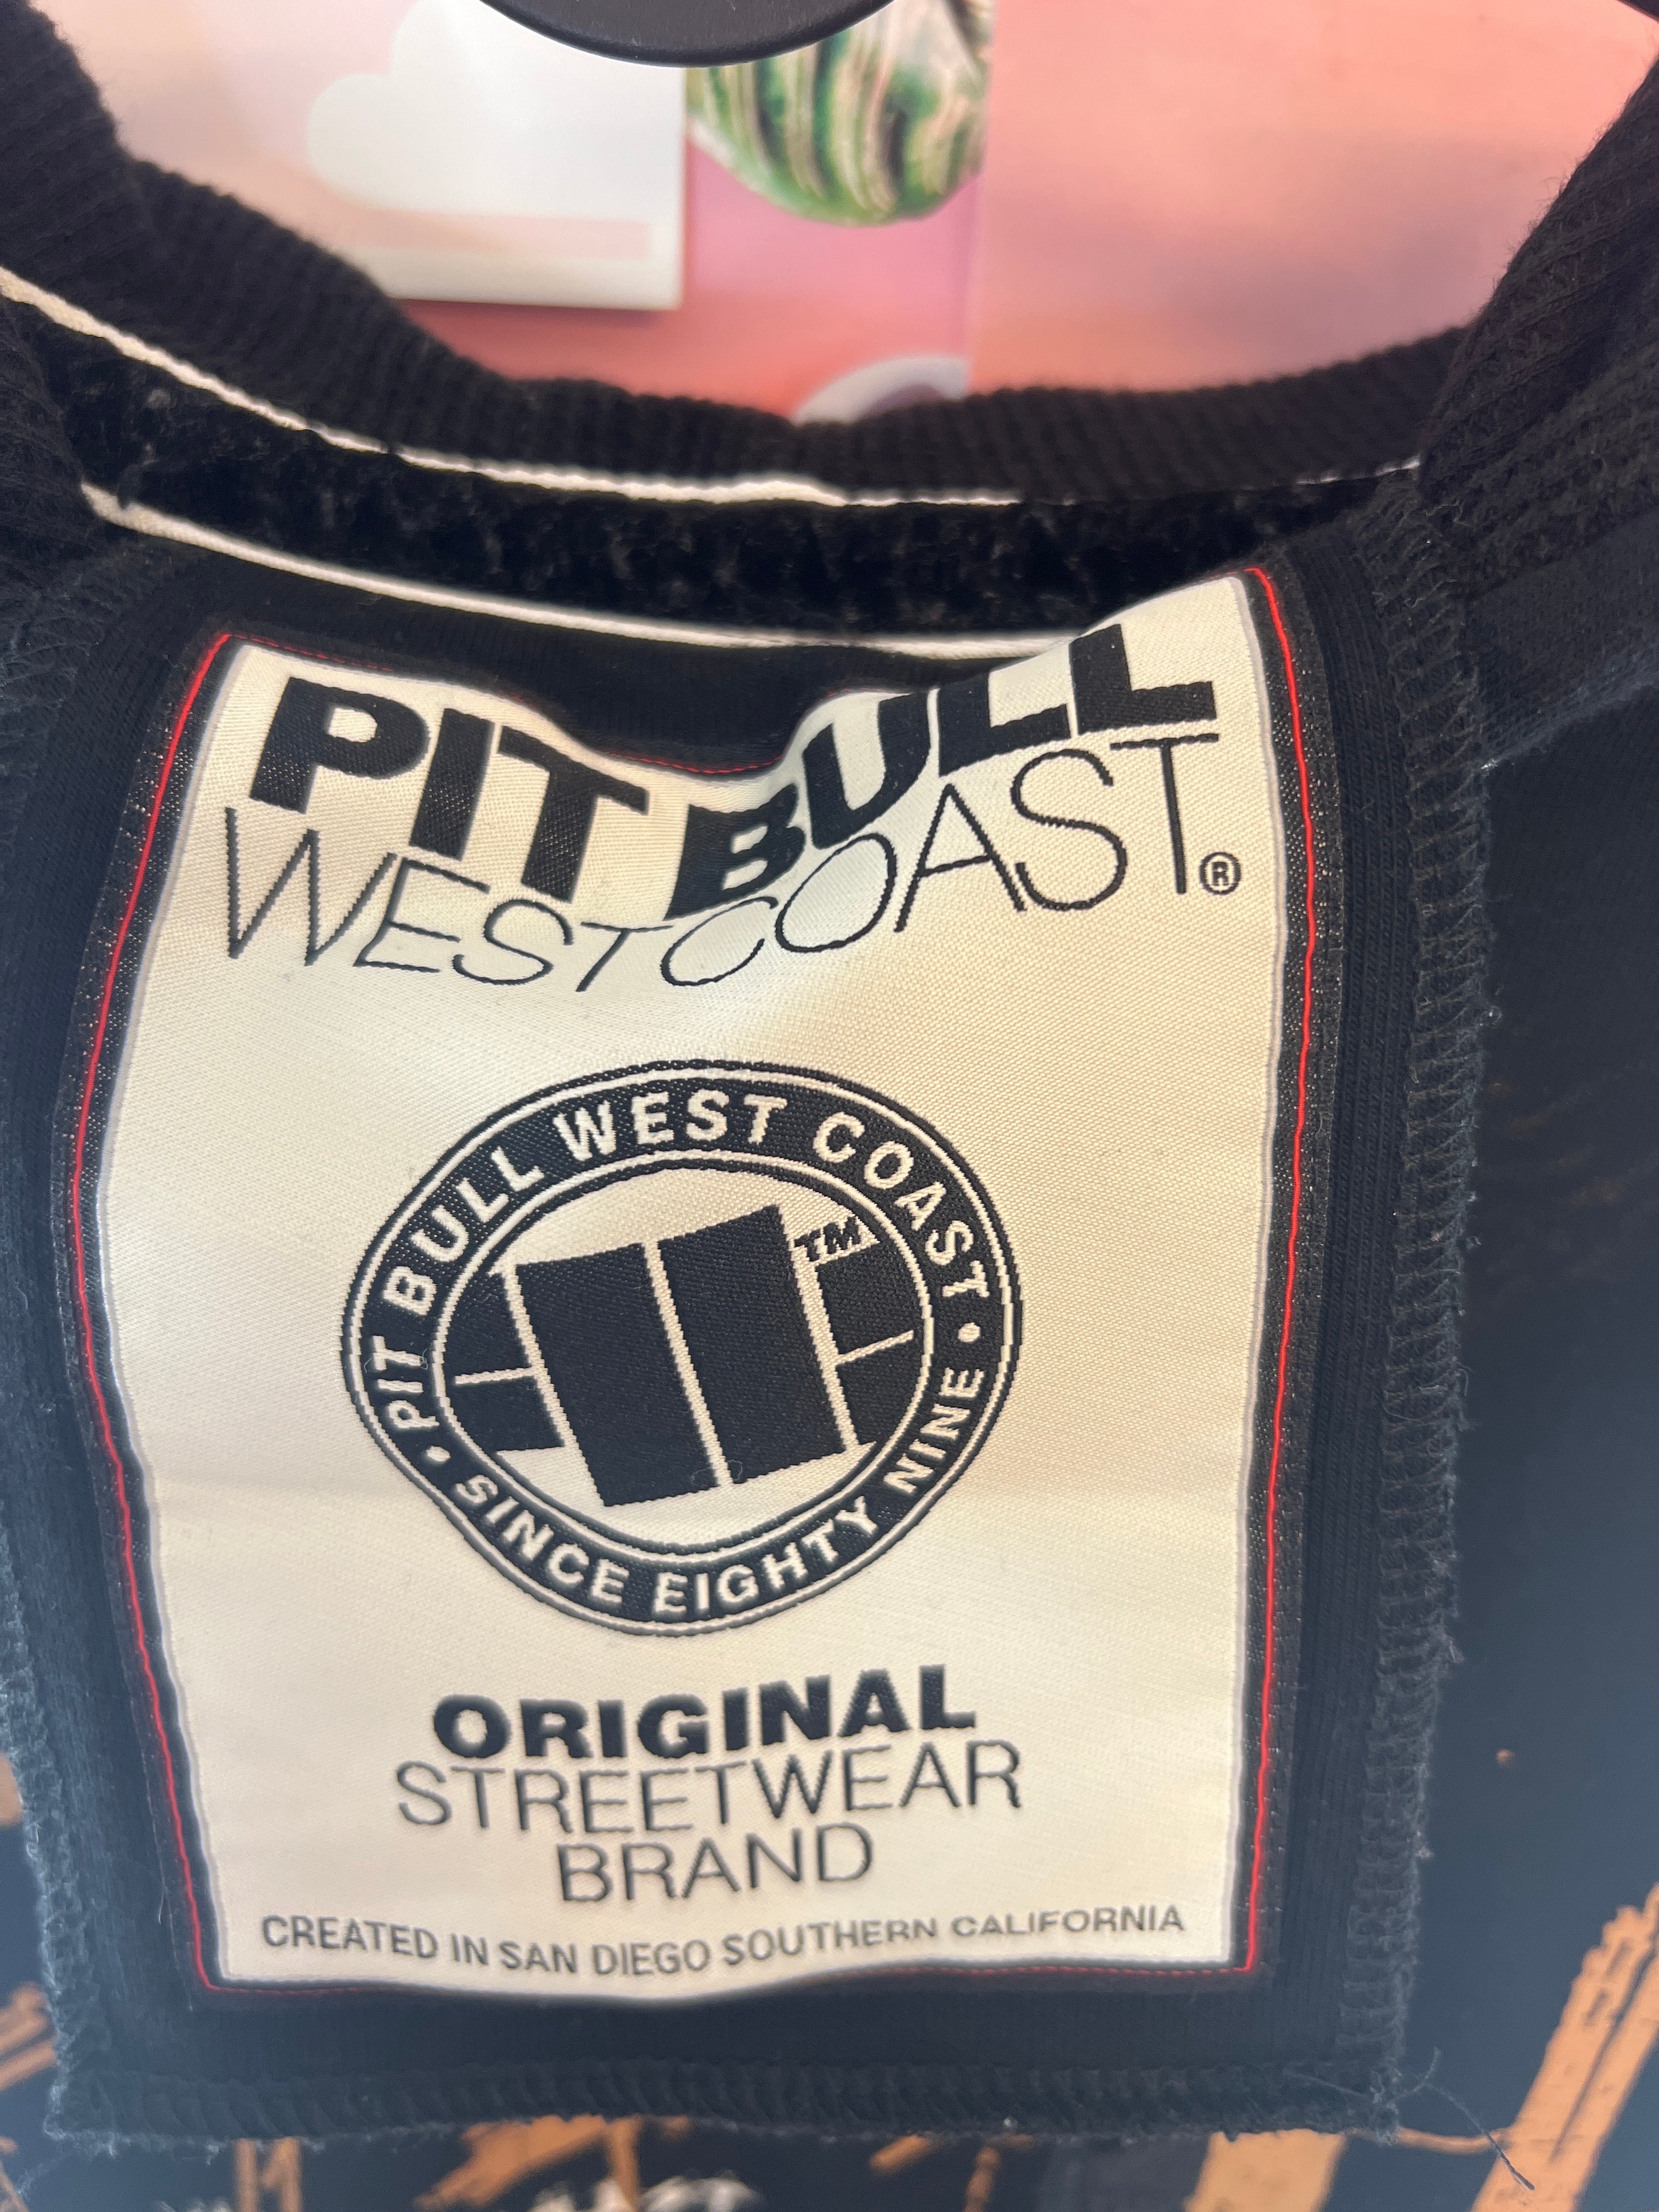 PIT BULL
WEST COAST®
PIT BULL WEST COAST
TM
• SINCE EIGHTY NINE •
ORIGINAL
STREETWEAR
BRAND
CREATED IN SAN DIEGO SOUTHERN CALIFORNIA